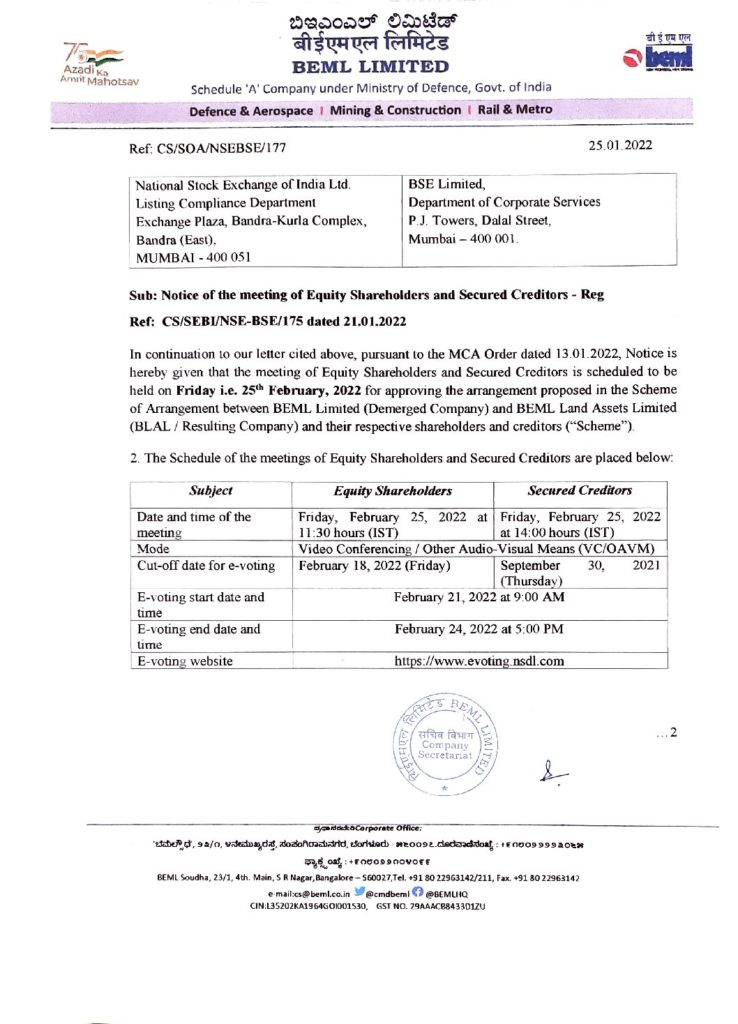 ಬಿಇಎಂಎಲ್ ಲಿಮಿಟೆಡ್
बीईएमएल लिमिटेड
BEML LIMITED
Schedule 'A' Company under Ministry of Defence, Govt. of India
75
Azadi Ka
Amrit Mahotsav
बी ई एम एल
beml
Defence & Aerospace | Mining & Construction | Rail & Metro
Ref: CS/SOA/NSEBSE/177
25.01.2022
National Stock Exchange of India Ltd.
Listing Compliance Department
Exchange Plaza, Bandra-Kurla Complex,
Bandra (East),
MUMBAI - 400 051
BSE Limited,
Department of Corporate Services
P.J. Towers, Dalal Street,
Mumbai – 400 001.
Sub: Notice of the meeting of Equity Shareholders and Secured Creditors - Reg
Ref: CS/SEBI/NSE-BSE/175 dated 21.01.2022
In continuation to our letter cited above, pursuant to the MCA Order dated 13.01.2022, Notice is
hereby given that the meeting of Equity Shareholders and Secured Creditors is scheduled to be
held on Friday i.e. 25th February, 2022 for approving the arrangement proposed in the Scheme
of Arrangement between BEML Limited (Demerged Company) and BEML Land Assets Limited
(BLAL / Resulting Company) and their respective shareholders and creditors (“Scheme”).
2. The Schedule of the meetings of Equity Shareholders and Secured Creditors are placed below:
Subject Equity Shareholders Secured Creditors
Date and time of the Friday, February 25, 2022 at Friday, February 25, 2022
meeting 11:30 hours (IST) at 14:00 hours (IST)
Mode Video Conferencing / Other Audio-Visual Means (VC/OAVM)
Cut-off date for e-voting February 18, 2022 (Friday) September 30, 2021
(Thursday)
E-voting start date and February 21, 2022 at 9:00 AM
time
E-voting end date and February 24, 2022 at 5:00 PM
time
E-voting website https://www.evoting.nsdl.com
बीईएमएल लिमिटेड BEML LIMITED
सचिव विभाग
Company
Secretariat
...2
Corporate Office:
BEML Soudha, 23/1, 4th. Main, S R Nagar,Bangalore – 560027,Tel. +91 80 22963142/211, Fax. +91 80 22963142
e-mail:cs@beml.co.in @cmdbeml @BEMLHQ
CIN:L35202KA1964GOI001530, GST NO. 29AAACB8433D1ZU